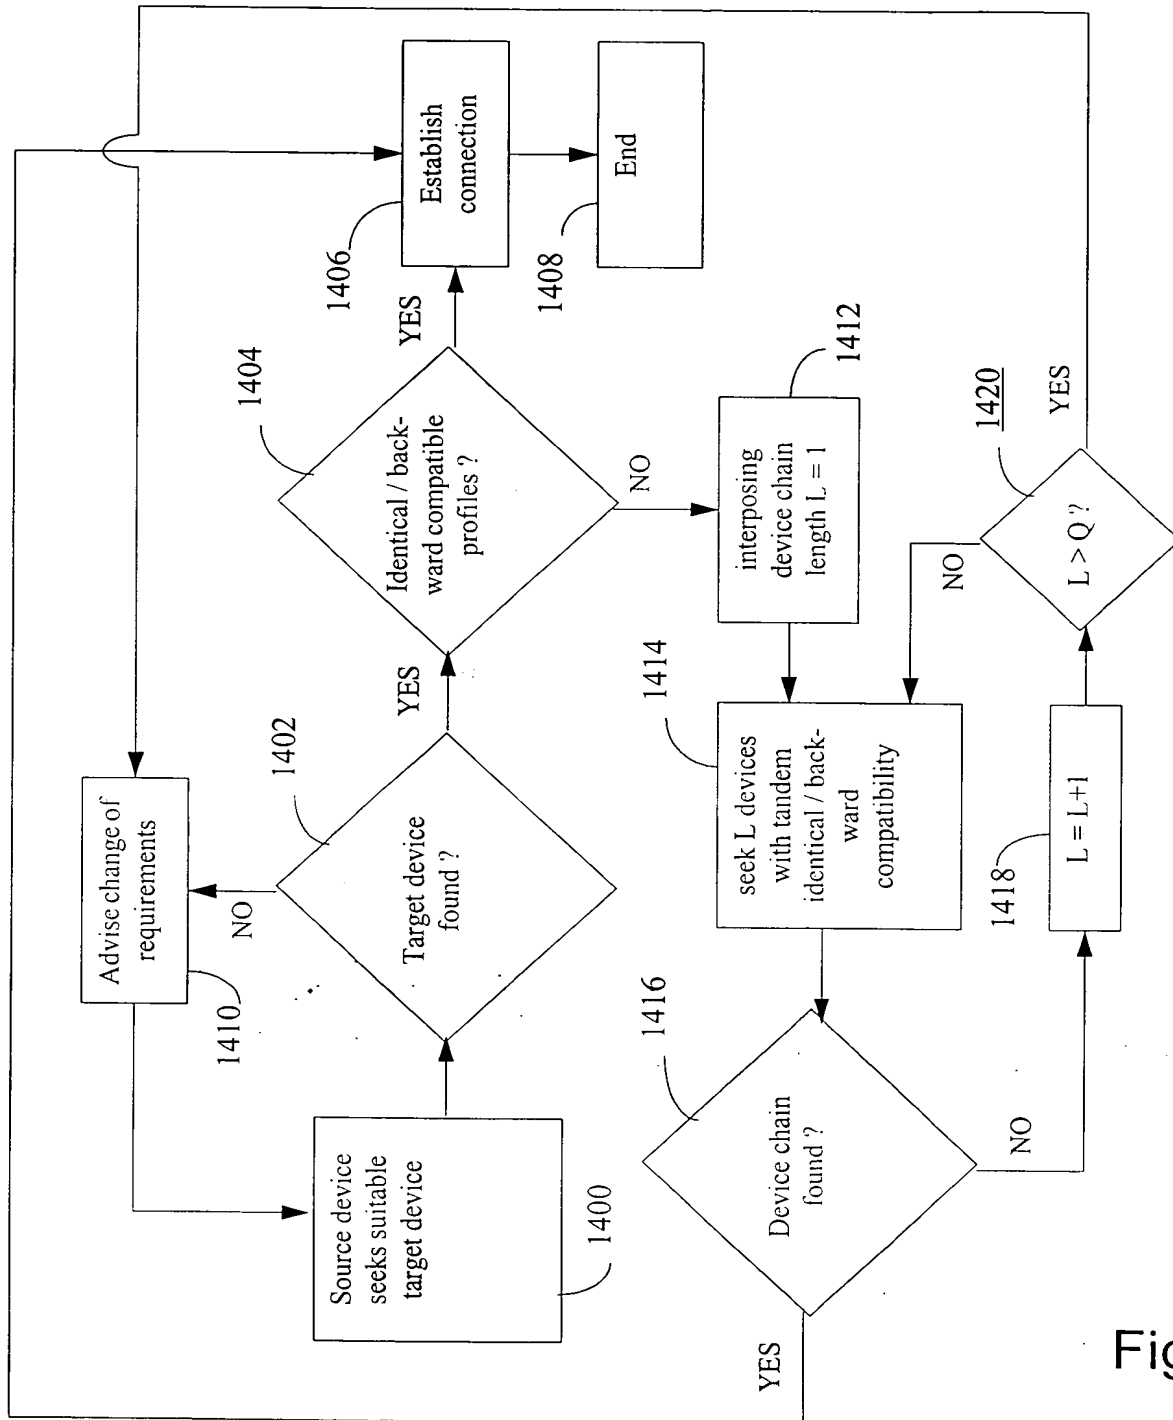 Source device
seeks suitable
target device
1400
Target device
found ?
1402
YES
NO
Advise change of
requirements
1410
Identical / back-
ward compatible
profiles ?
1404
YES
NO
Establish
connection
1406
End
1408
interposing
device chain
length L = 1
1412
seek L devices
with tandem
identical / back-
ward
compatibility
1414
Device chain
found ?
1416
YES
NO
L = L+1
1418
L > Q ?
1420
YES
NO
Fig